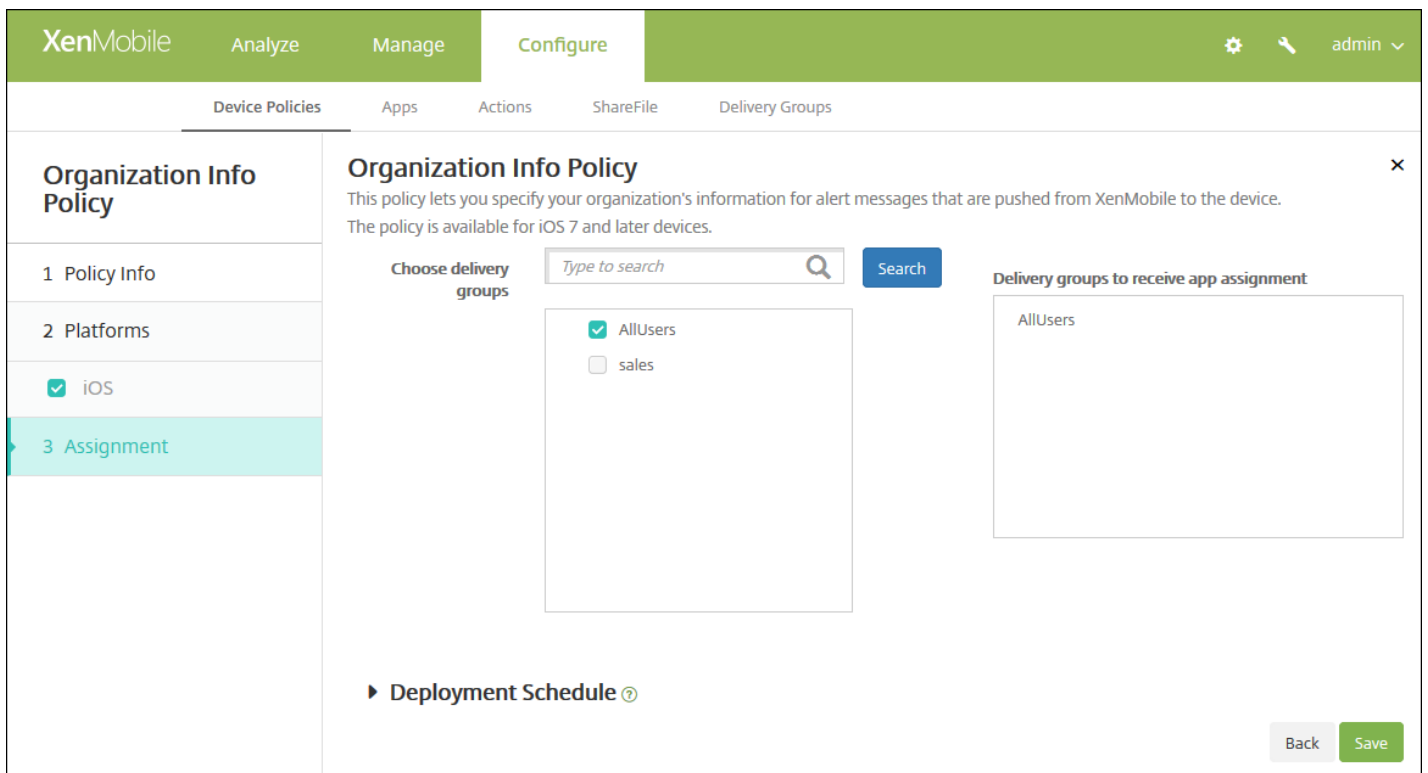 XenMobile Analyze Manage Configure admin
Device Policies Apps Actions ShareFile Delivery Groups
Organization Info
Policy
1 Policy Info
2 Platforms
iOS
3 Assignment
Organization Info Policy
This policy lets you specify your organization's information for alert messages that are pushed from XenMobile to the device.
The policy is available for iOS 7 and later devices.
Choose delivery
groups
Type to search
Search
AllUsers
sales
Delivery groups to receive app assignment
AllUsers
Deployment Schedule ?
Back Save